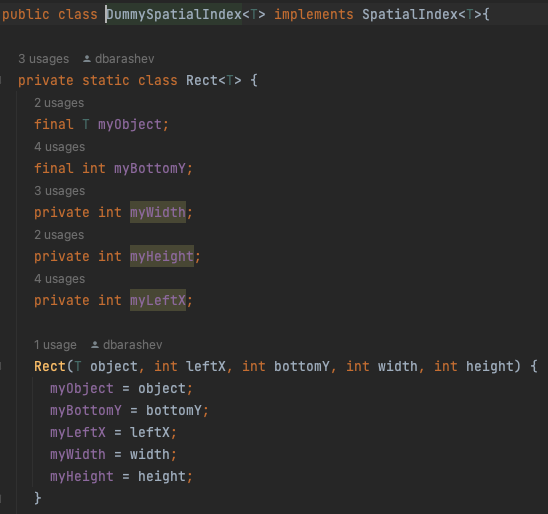 public class DummySpatialIndex<T> implements SpatialIndex<T>{
3 usages dbarashev
private static class Rect<T> {
2 usages
final T myObject;
4 usages
final int myBottomY;
3 usages
private int myWidth;
2 usages
private int myHeight;
4 usages
private int myLeftX;
1 usage dbarashev
Rect(T object, int leftX, int bottomY, int width, int height) {
myObject = object;
myBottomY = bottomY;
myLeftX = leftX;
myWidth = width;
myHeight = height;
}